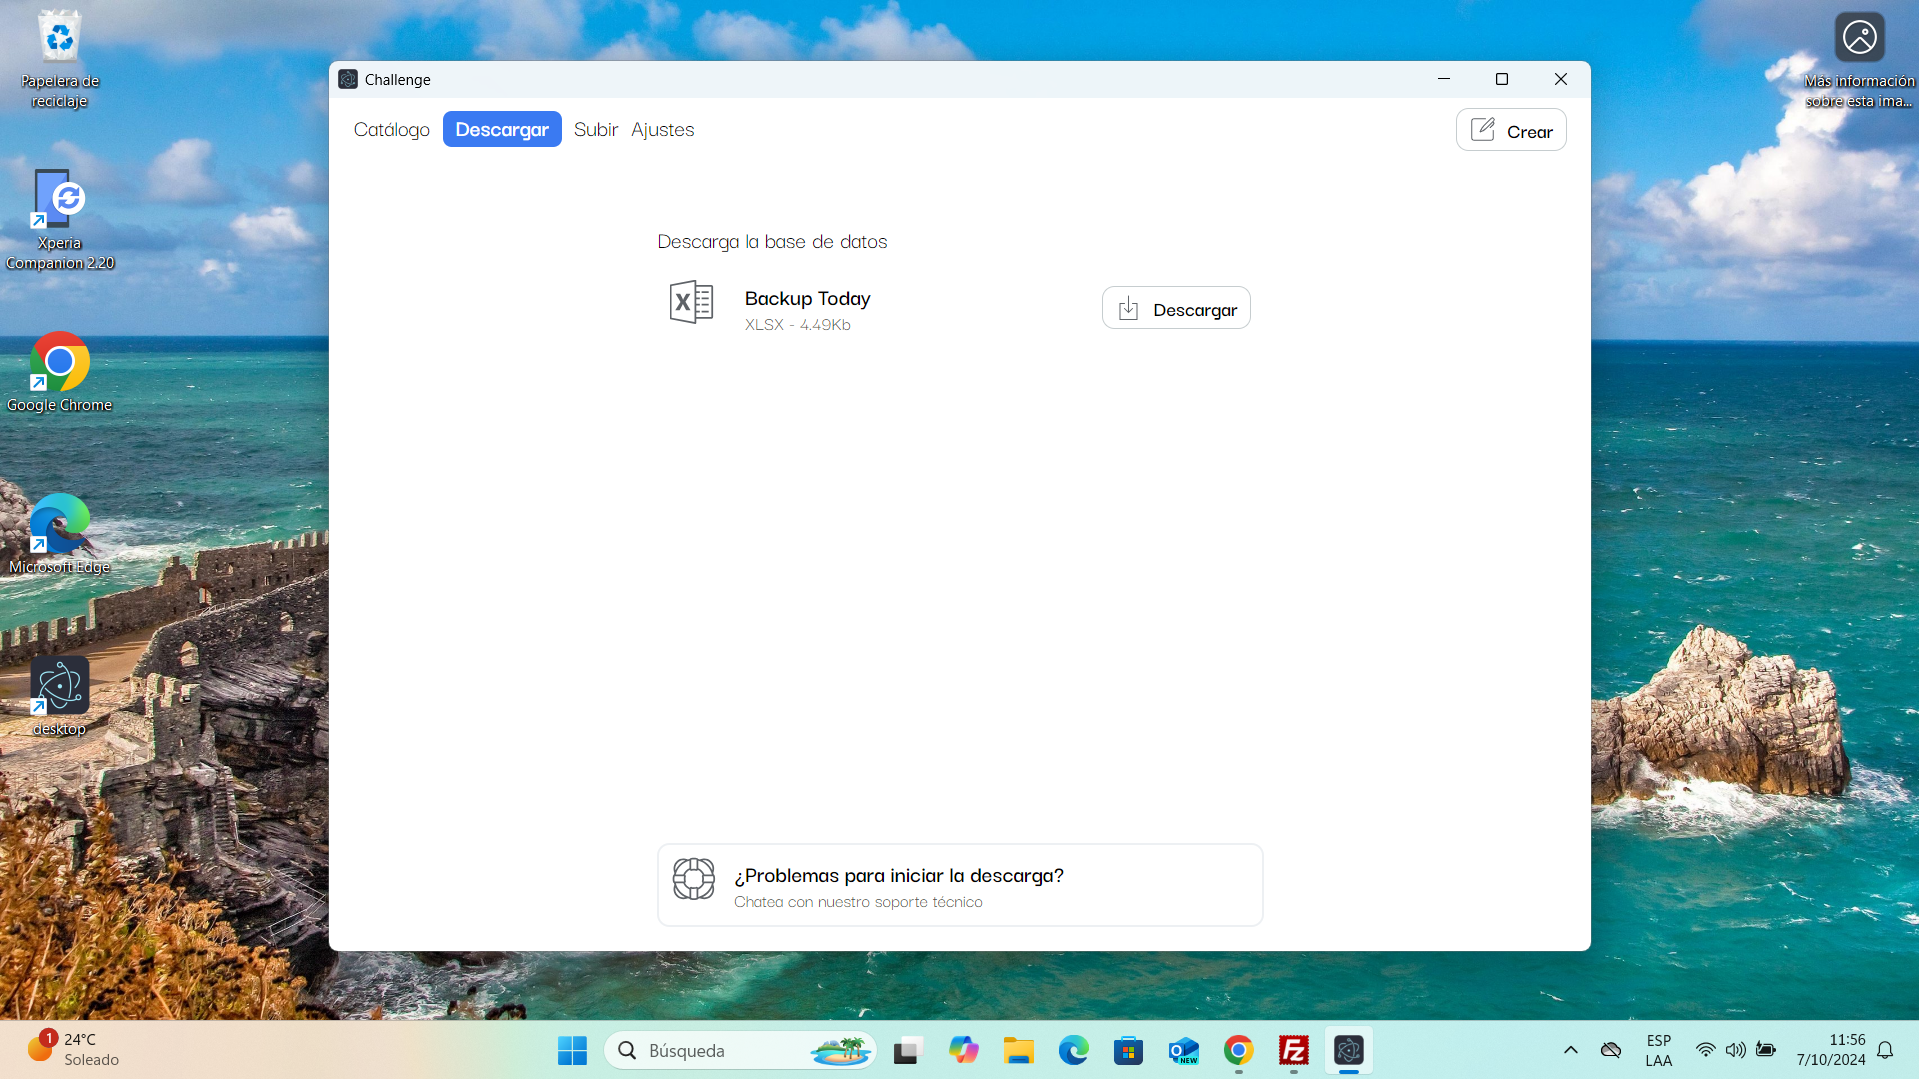 Papelera de
reciclaje
Xperia
Companion 2.20
Google Chrome
Microsoft Edge
desktop
Más información
sobre esta ima...
Challenge
Catálogo
Descargar
Subir
Ajustes
Crear
Descarga la base de datos
Backup Today
XLSX - 4.49Kb
Descargar
¿Problemas para iniciar la descarga?
Chatea con nuestro soporte técnico
1
24°C
Soleado
Búsqueda
NEW
ESP
LAA
11:56
7/10/2024